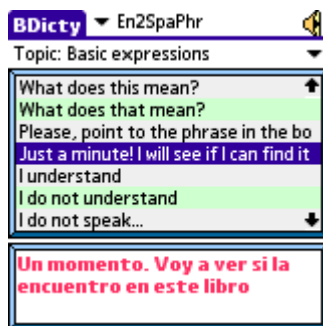 BDicty En2SpaPhr
Topic: Basic expressions
What does this mean?
What does that mean?
Please, point to the phrase in the bo
Just a minute! I will see if I can find it
I understand
I do not understand
I do not speak...
Un momento. Voy a ver si la
encuentro en este libro